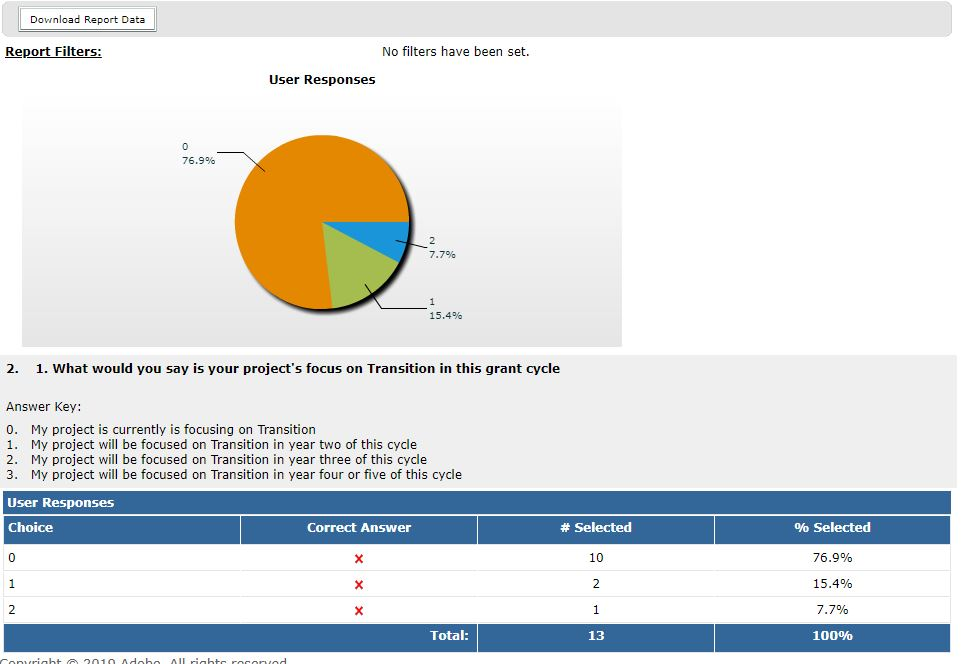 Download Report Data
Report Filters: No filters have been set.
User Responses
0
76.9%
2
7.7%
1
15.4%
2. 1. What would you say is your project's focus on Transition in this grant cycle
Answer Key:
0. My project is currently is focusing on Transition
1. My project will be focused on Transition in year two of this cycle
2. My project will be focused on Transition in year three of this cycle
3. My project will be focused on Transition in year four or five of this cycle
User Responses
Choice Correct Answer # Selected % Selected
0 10 76.9%
1 2 15.4%
2 1 7.7%
Total: 13 100%
Copyright © 2019 Adobe. All rights reserved.